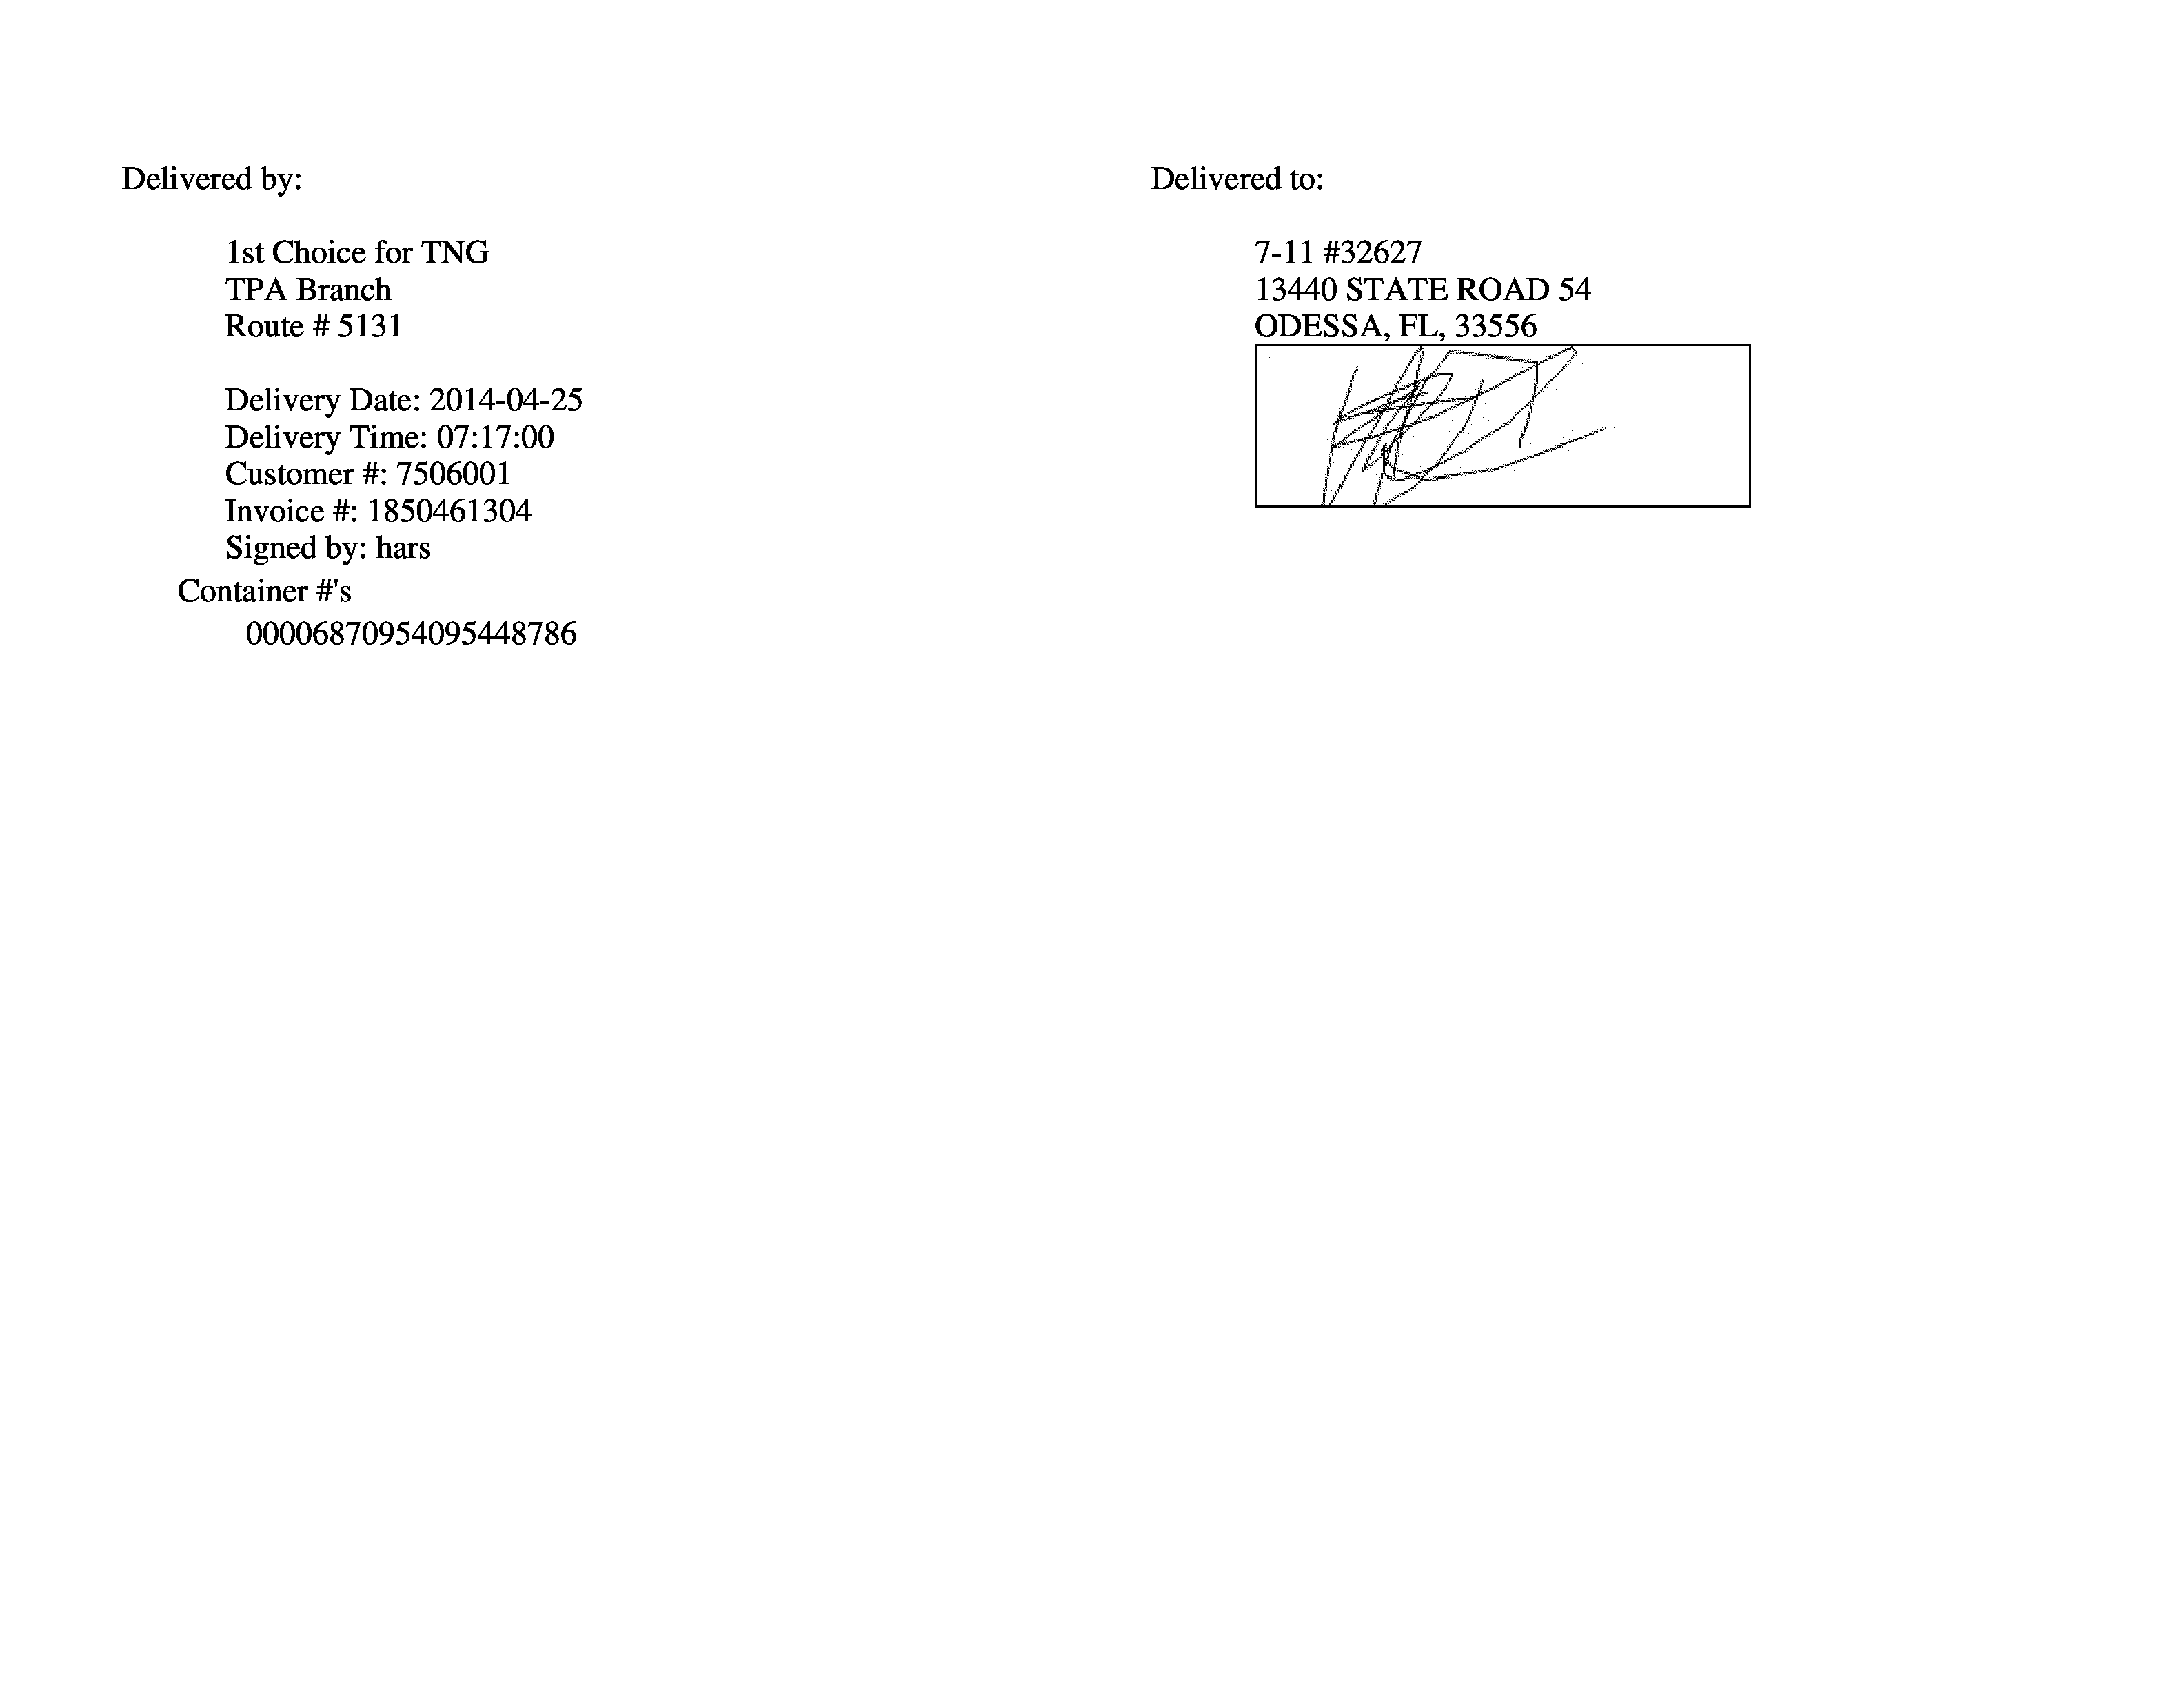 Delivered by:
1st Choice for TNG
TPA Branch
Route # 5131
Delivery Date: 2014-04-25
Delivery Time: 07:17:00
Customer #: 7506001
Invoice #: 1850461304
Signed by: hars
Container #'s
00006870954095448786
Delivered to:
7-11 #32627
13440 STATE ROAD 54
ODESSA, FL, 33556